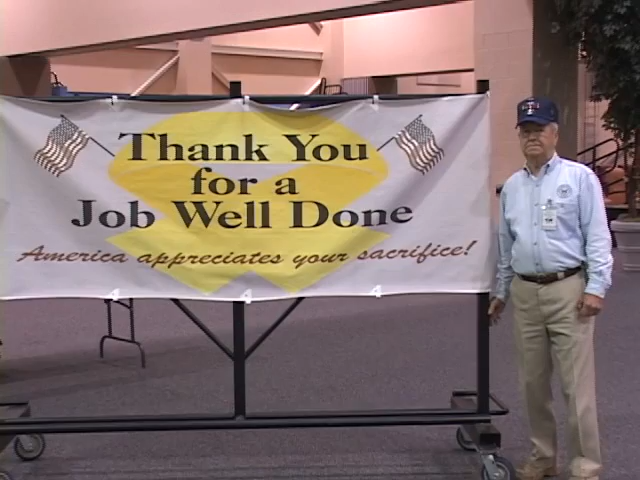 Thank You
for a
Job Well Done
America appreciates your sacrifice!